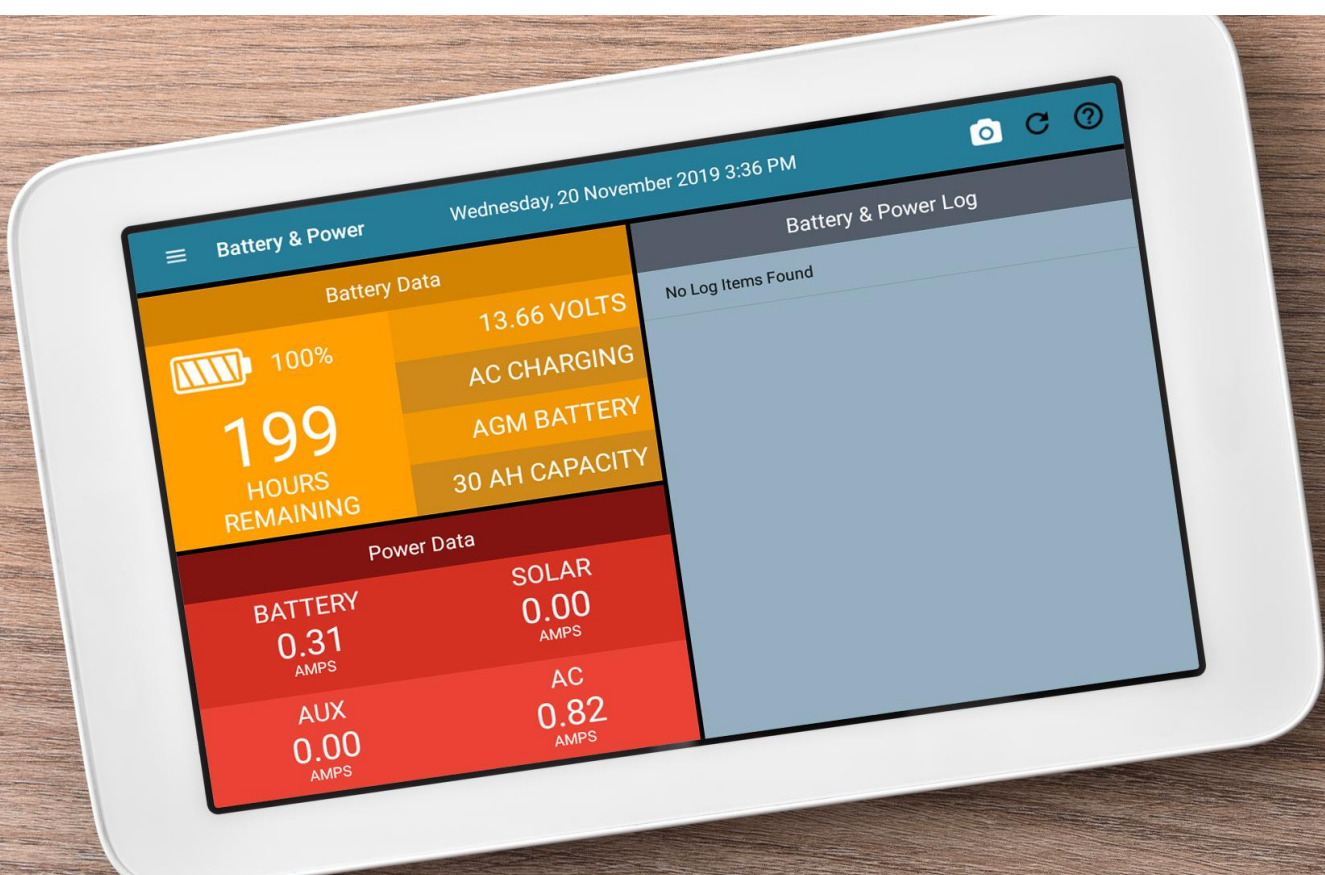 Battery & Power
Wednesday, 20 November 2019 3:36 PM
Battery Data
100%
199
HOURS
REMAINING
13.66 VOLTS
AC CHARGING
AGM BATTERY
30 AH CAPACITY
Power Data
BATTERY
0.31
AMPS
SOLAR
0.00
AMPS
AUX
0.00
AMPS
AC
0.82
AMPS
Battery & Power Log
No Log Items Found